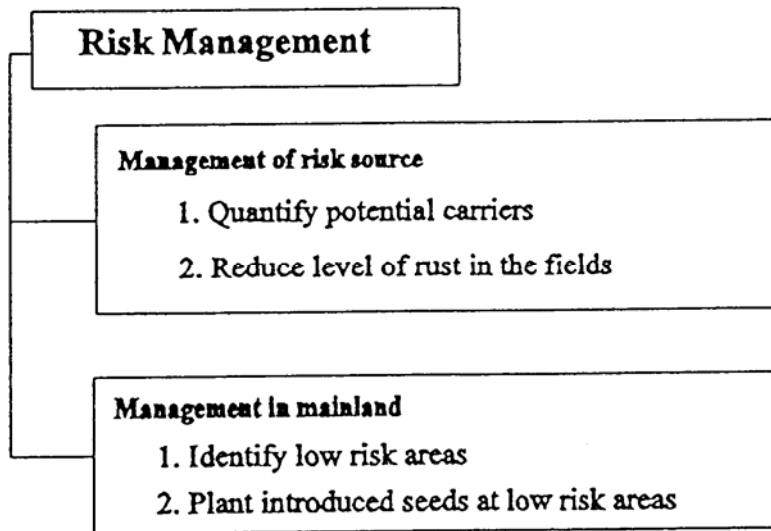 Risk Management
Management of risk source
1. Quantify potential carriers
2. Reduce level of rust in the fields
Management in mainland
1. Identify low risk areas
2. Plant introduced seeds at low risk areas